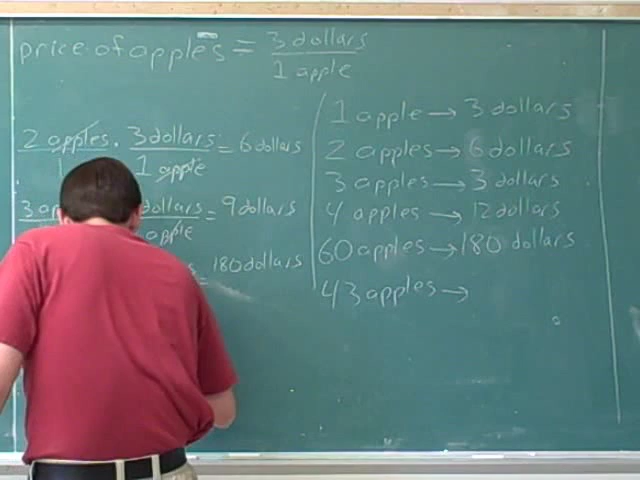 price of apples = 3 dollars
1 apple
2 apples · 3 dollars = 6 dollars
1 1 apple
3 ap dollars = 9 dollars
apple
s = 180 dollars
1 apple → 3 dollars
2 apples → 6 dollars
3 apples → 3 dollars
4 apples → 12 dollars
60 apples → 180 dollars
43 apples →